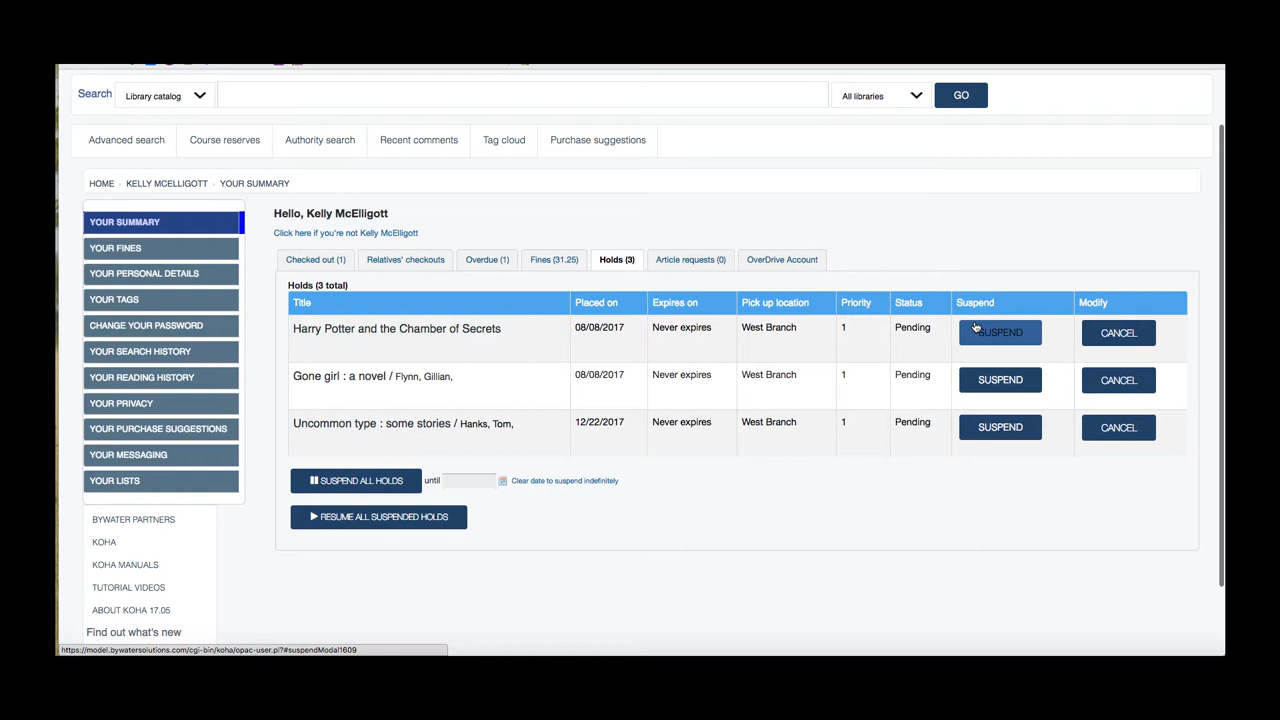 Search
Library catalog
All libraries
GO
Advanced search
Course reserves
Authority search
Recent comments
Tag cloud
Purchase suggestions
HOME › KELLY MCELLIGOTT › YOUR SUMMARY
YOUR SUMMARY
YOUR FINES
YOUR PERSONAL DETAILS
YOUR TAGS
CHANGE YOUR PASSWORD
YOUR SEARCH HISTORY
YOUR READING HISTORY
YOUR PRIVACY
YOUR PURCHASE SUGGESTIONS
YOUR MESSAGING
YOUR LISTS
BYWATER PARTNERS
KOHA
KOHA MANUALS
TUTORIAL VIDEOS
ABOUT KOHA 17.05
Find out what's new
Hello, Kelly McElligott
Click here if you're not Kelly McElligott
Checked out (1)
Relatives' checkouts
Overdue (1)
Fines (31.25)
Holds (3)
Article requests (0)
OverDrive Account
Holds (3 total)
Title Placed on Expires on Pick up location Priority Status Suspend Modify
Harry Potter and the Chamber of Secrets 08/08/2017 Never expires West Branch 1 Pending SUSPEND CANCEL
Gone girl : a novel / Flynn, Gillian, 08/08/2017 Never expires West Branch 1 Pending SUSPEND CANCEL
Uncommon type : some stories / Hanks, Tom, 12/22/2017 Never expires West Branch 1 Pending SUSPEND CANCEL
SUSPEND ALL HOLDS until Clear date to suspend indefinitely
RESUME ALL SUSPENDED HOLDS
https://model.bywatersolutions.com/cgi-bin/koha/opac-user.pl?#suspendModal1609